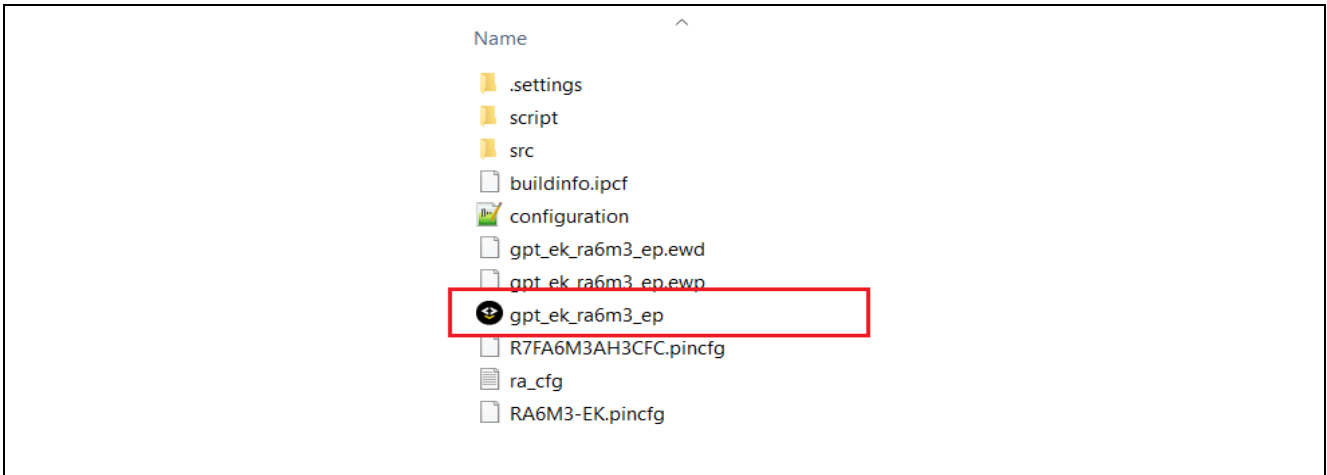 Name
.settings
script
src
buildinfo.ipcf
configuration
gpt_ek_ra6m3_ep.ewd
gpt_ek_ra6m3_ep.ewp
gpt_ek_ra6m3_ep
R7FA6M3AH3CFC.pincfg
ra_cfg
RA6M3-EK.pincfg